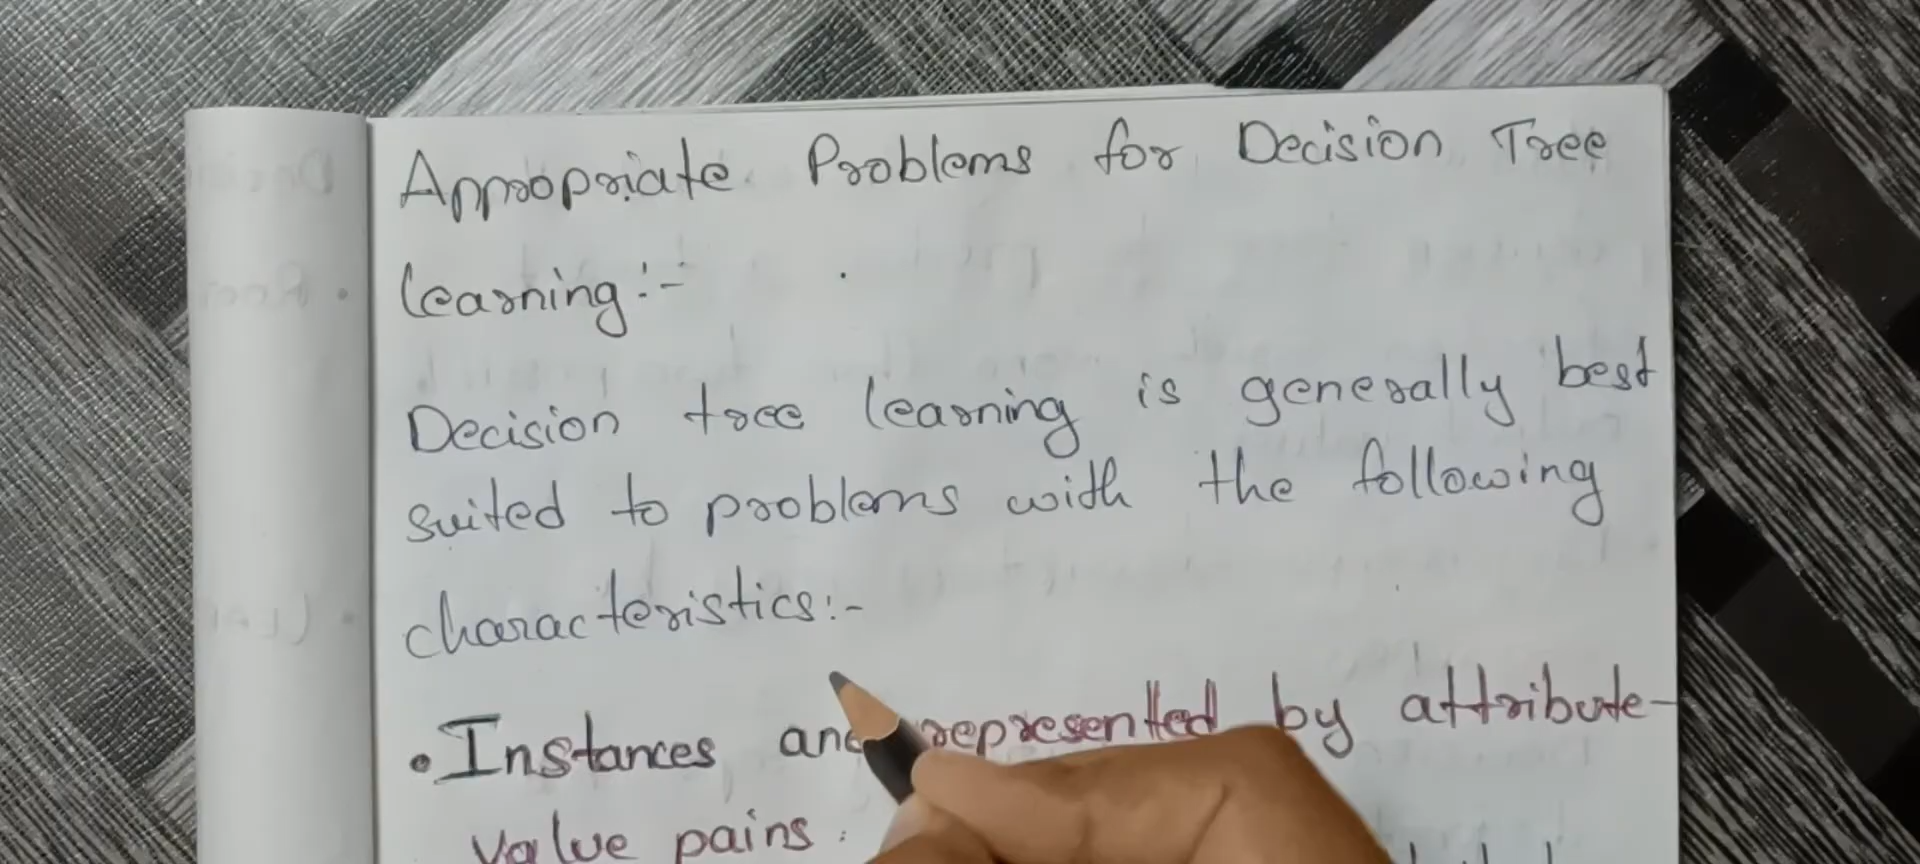 Appropriate Problems for Decision Tree
learning:-
Decision tree learning is generally best
suited to problems with the following
characteristics:-
• Instances are represented by attribute-
value pairs.